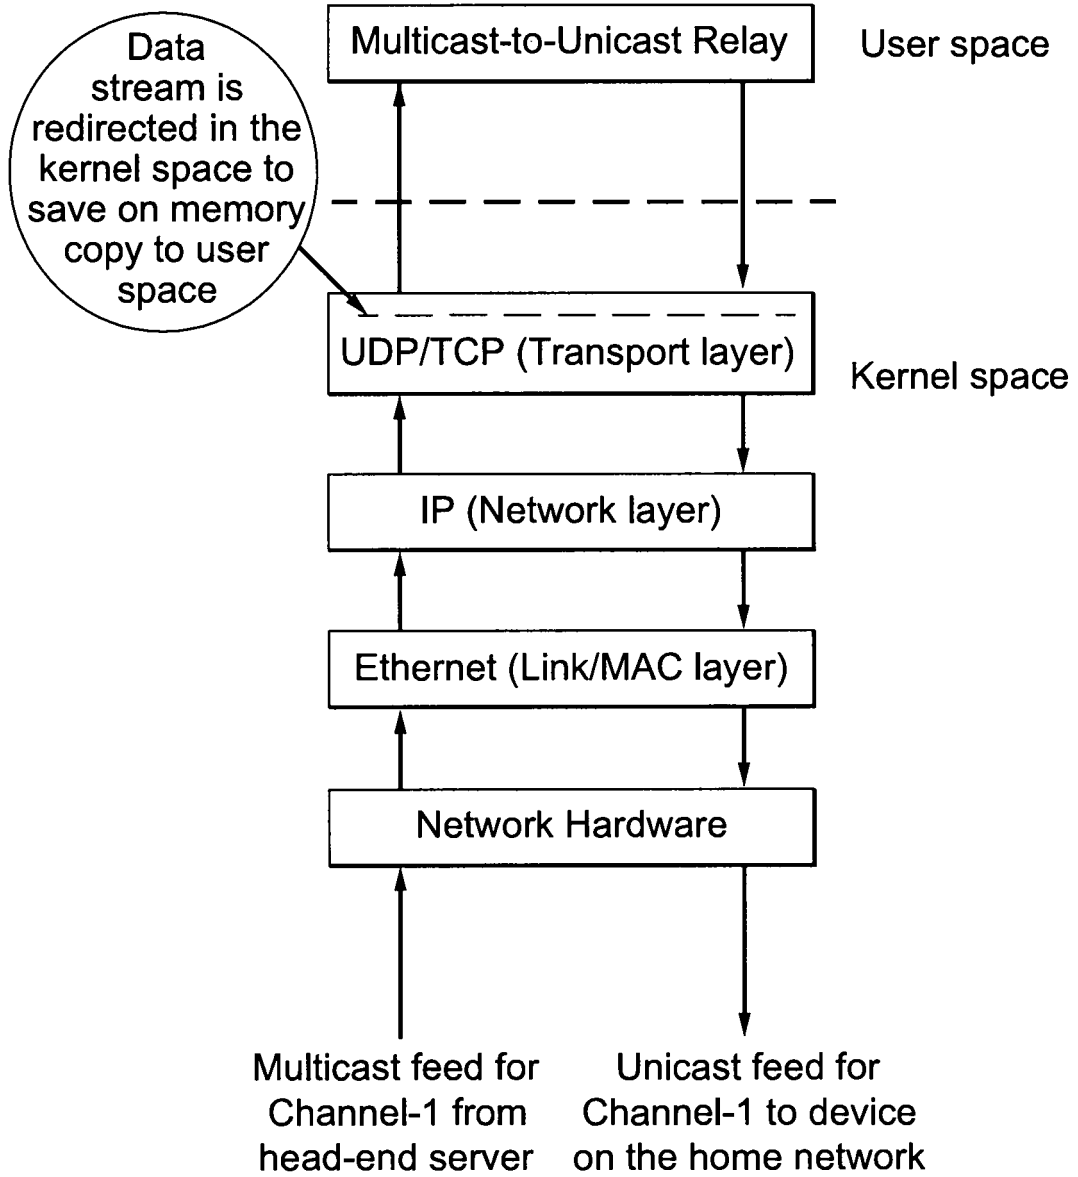 Data
stream is
redirected in the
kernel space to
save on memory
copy to user
space
Multicast-to-Unicast Relay
User space
UDP/TCP (Transport layer)
Kernel space
IP (Network layer)
Ethernet (Link/MAC layer)
Network Hardware
Multicast feed for
Channel-1 from
head-end server
Unicast feed for
Channel-1 to device
on the home network